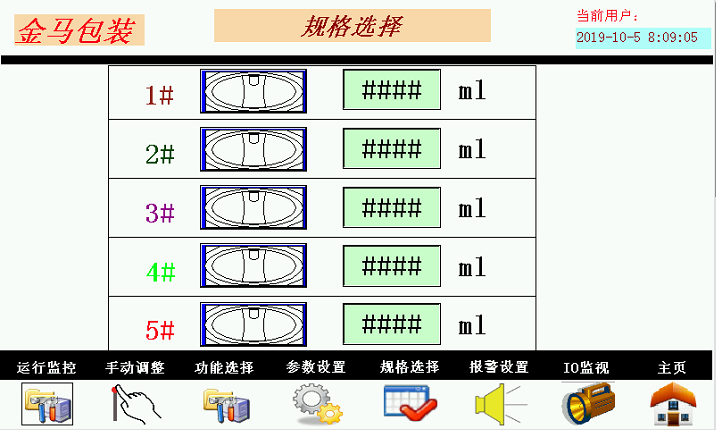 金马包装
规格选择
当前用户:
2019-10-5 8:09:05
1# #### ml
2# #### ml
3# #### ml
4# #### ml
5# #### ml
运行监控 手动调整 功能选择 参数设置 规格选择 报警设置 IO监视 主页